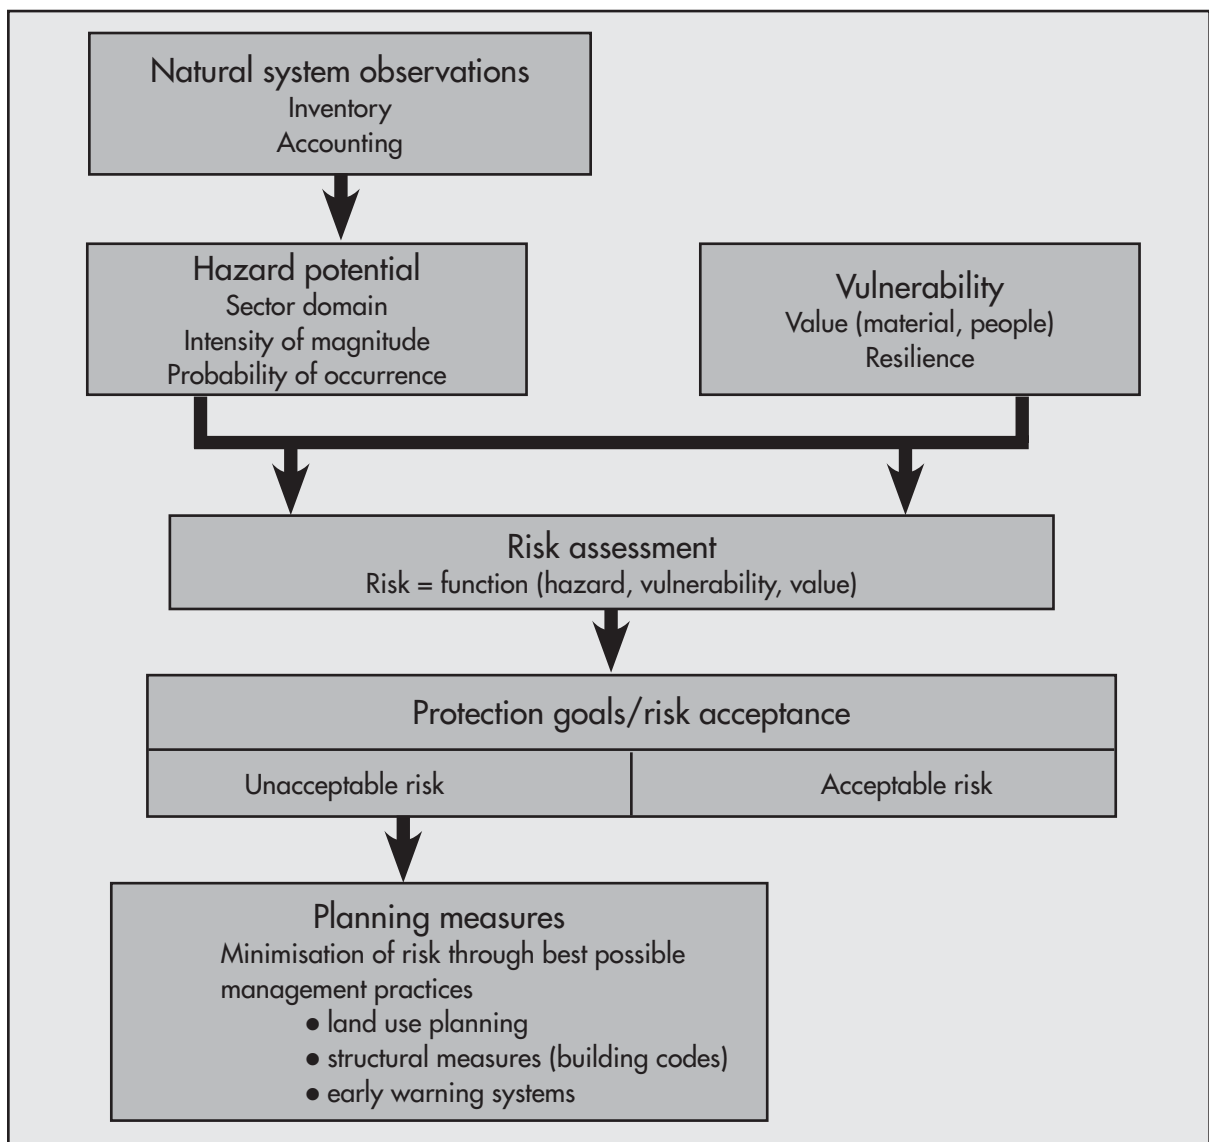 Natural system observations
Inventory
Accounting
Hazard potential
Sector domain
Intensity of magnitude
Probability of occurrence
Vulnerability
Value (material, people)
Resilience
Risk assessment
Risk = function (hazard, vulnerability, value)
Protection goals/risk acceptance
Unacceptable risk
Acceptable risk
Planning measures
Minimisation of risk through best possible
management practices
● land use planning
● structural measures (building codes)
● early warning systems